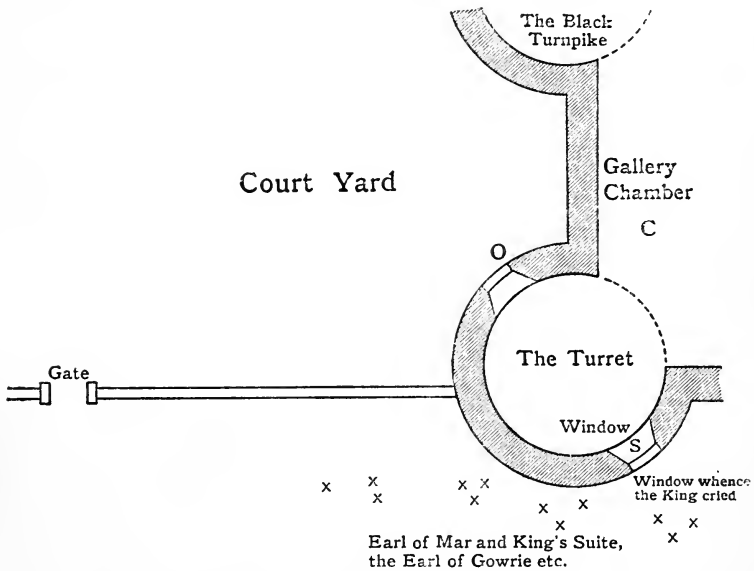 The Black
Turnpike
Court Yard
Gallery
Chamber
C
O
Gate
The Turret
Window
S
Window whence
the King cried
x x x x x x x x x x x x
Earl of Mar and King's Suite,
the Earl of Gowrie etc.